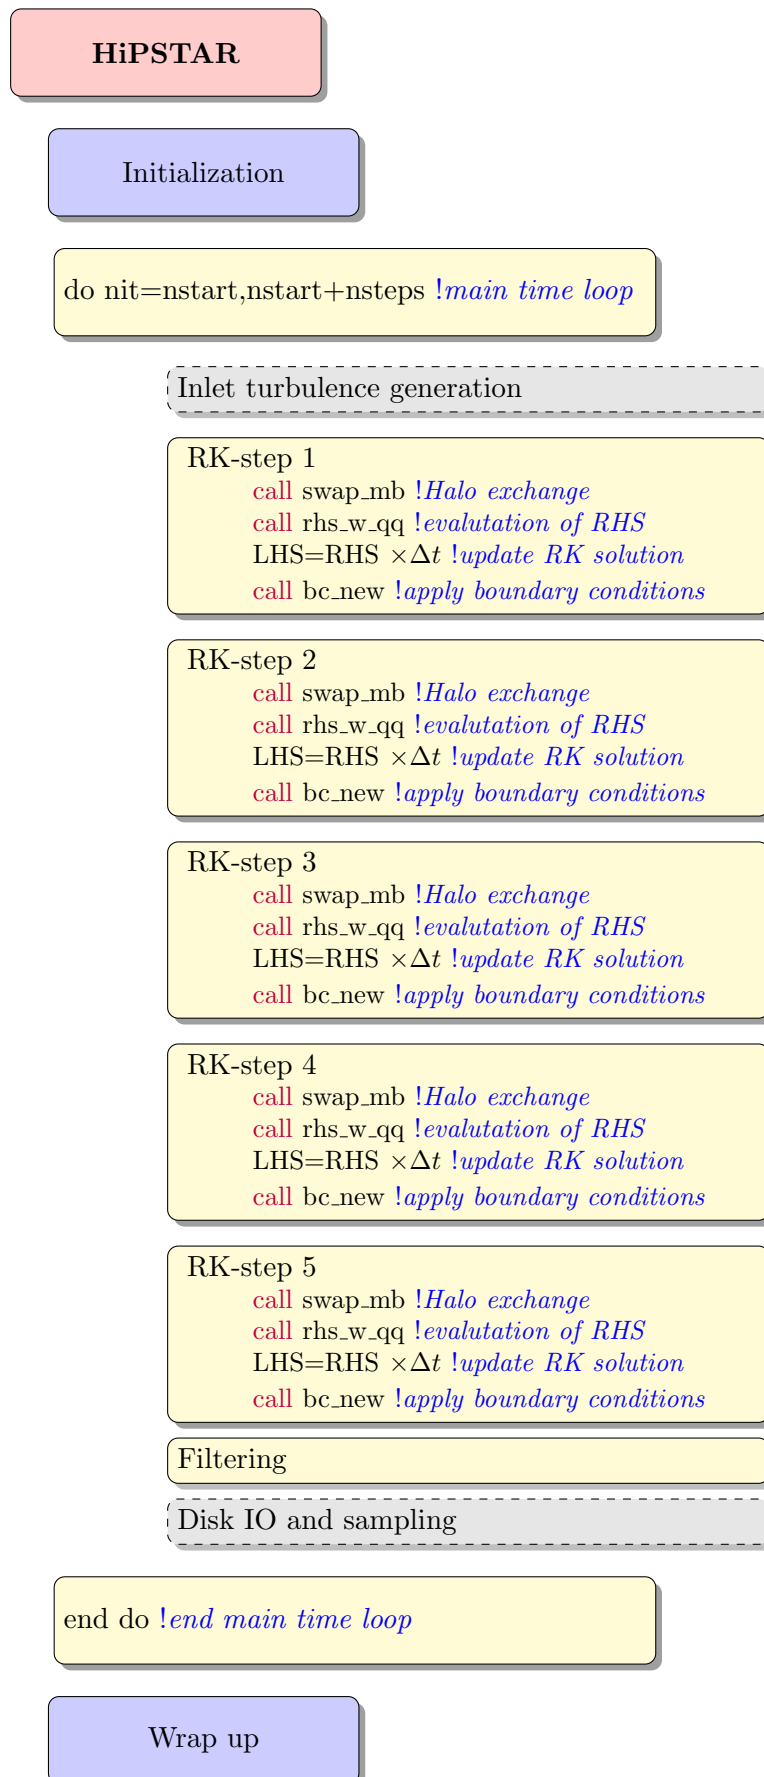 HiPSTAR
Initialization
do nit=nstart,nstart+nsteps !main time loop
Inlet turbulence generation
RK-step 1
call swap_mb !Halo exchange
call rhs_w_qq !evalutation of RHS
LHS=RHS ×Δt !update RK solution
call bc_new !apply boundary conditions
RK-step 2
call swap_mb !Halo exchange
call rhs_w_qq !evalutation of RHS
LHS=RHS ×Δt !update RK solution
call bc_new !apply boundary conditions
RK-step 3
call swap_mb !Halo exchange
call rhs_w_qq !evalutation of RHS
LHS=RHS ×Δt !update RK solution
call bc_new !apply boundary conditions
RK-step 4
call swap_mb !Halo exchange
call rhs_w_qq !evalutation of RHS
LHS=RHS ×Δt !update RK solution
call bc_new !apply boundary conditions
RK-step 5
call swap_mb !Halo exchange
call rhs_w_qq !evalutation of RHS
LHS=RHS ×Δt !update RK solution
call bc_new !apply boundary conditions
Filtering
Disk IO and sampling
end do !end main time loop
Wrap up